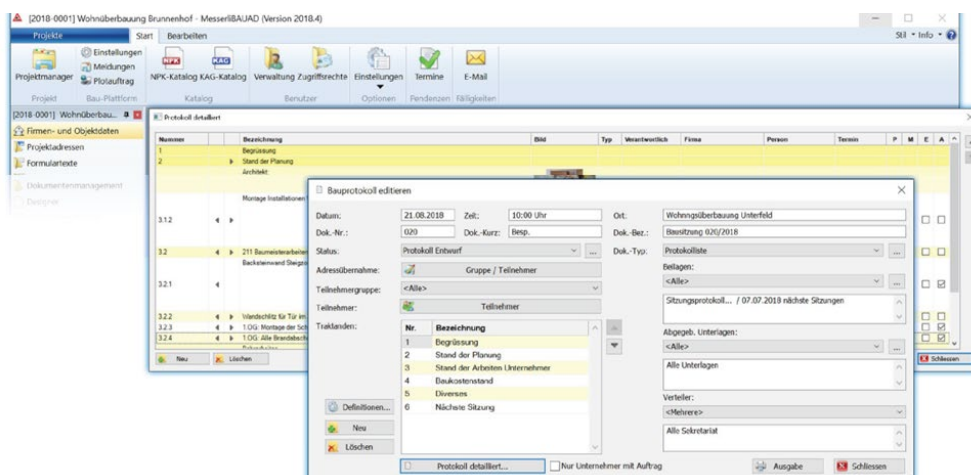 [2018-0001] Wohnüberbauung Brunnenhof - MesserliBAUAD (Version 2018.4)
Projekte Start Bearbeiten Stil Info
Projektmanager Einstellungen Meldungen Plotauftrag NPK-Katalog KAG-Katalog Verwaltung Zugriffsrechte Einstellungen Termine E-Mail
Projekt Bau-Plattform Katalog Benutzer Optionen Pendenzen Fälligkeiten
[2018-0001] Wohnüberbau...
Firmen- und Objektdaten
Projektadressen
Formulartexte
Dokumentenmanagement
Designer
Protokoll detailliert
Nummer Bezeichnung Bild Typ Verantwortlich Firma Person Termin P M E A
1 Begrüssung
2 Stand der Planung
Architekt:
Montage Installationen
3.1.2
3.2 211 Baumeisterarbeiten
Backsteinwand Steigzo
3.2.1
3.2.2 Wandschlitz für Tür im
3.2.3 1.OG: Montage der Sch
3.2.4 1.OG: Alle Brandabsch
Neu Löschen Schliessen
Bauprotokoll editieren
Datum: 21.08.2018 Zeit: 10:00 Uhr Ort: Wohnngsüberbauung Unterfeld
Dok.-Nr.: 020 Dok.-Kurz: Besp. Dok.-Bez.: Bausitzung 020/2018
Status: Protokoll Entwurf ... Dok.-Typ: Protokolliste ...
Adressübernahme: Gruppe / Teilnehmer Beilagen:
<Alle> ...
Teilnehmergruppe: <Alle>
Sitzungsprotokoll... / 07.07.2018 nächste Sitzungen
Teilnehmer: Teilnehmer
Traktanden: Nr. Bezeichnung
1 Begrüssung
2 Stand der Planung
3 Stand der Arbeiten Unternehmer
4 Baukostenstand
5 Diverses
6 Nächste Sitzung
Abgegeb. Unterlagen:
<Alle> ...
Alle Unterlagen
Verteiler:
<Mehrere>
Alle Sekretariat
Definitionen...
Neu
Löschen
Protokoll detailliert... Nur Unternehmer mit Auftrag Ausgabe Schliessen